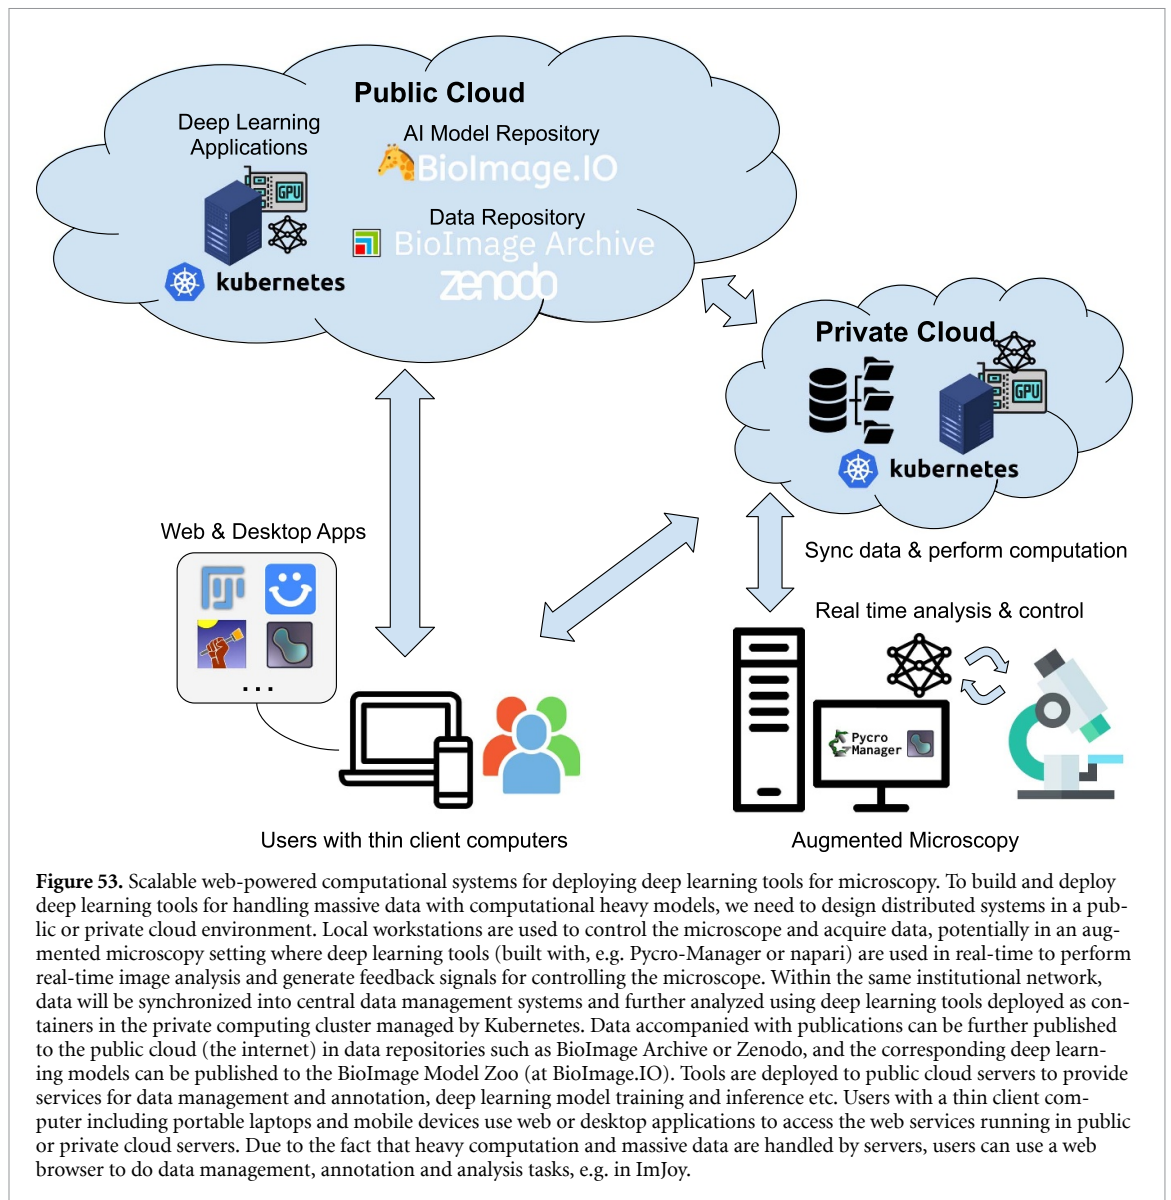 Public Cloud
Deep Learning
Applications
AI Model Repository
BioImage.IO
GPU
Data Repository
BioImage Archive
zenodo
kubernetes
Private Cloud
GPU
kubernetes
Web & Desktop Apps
...
Sync data & perform computation
Real time analysis & control
Pycro
Manager
Users with thin client computers
Augmented Microscopy
Figure 53. Scalable web-powered computational systems for deploying deep learning tools for microscopy. To build and deploy
deep learning tools for handling massive data with computational heavy models, we need to design distributed systems in a pub-
lic or private cloud environment. Local workstations are used to control the microscope and acquire data, potentially in an aug-
mented microscopy setting where deep learning tools (built with, e.g. Pycro-Manager or napari) are used in real-time to perform
real-time image analysis and generate feedback signals for controlling the microscope. Within the same institutional network,
data will be synchronized into central data management systems and further analyzed using deep learning tools deployed as con-
tainers in the private computing cluster managed by Kubernetes. Data accompanied with publications can be further published
to the public cloud (the internet) in data repositories such as BioImage Archive or Zenodo, and the corresponding deep learn-
ing models can be published to the BioImage Model Zoo (at BioImage.IO). Tools are deployed to public cloud servers to provide
services for data management and annotation, deep learning model training and inference etc. Users with a thin client com-
puter including portable laptops and mobile devices use web or desktop applications to access the web services running in public
or private cloud servers. Due to the fact that heavy computation and massive data are handled by servers, users can use a web
browser to do data management, annotation and analysis tasks, e.g. in ImJoy.